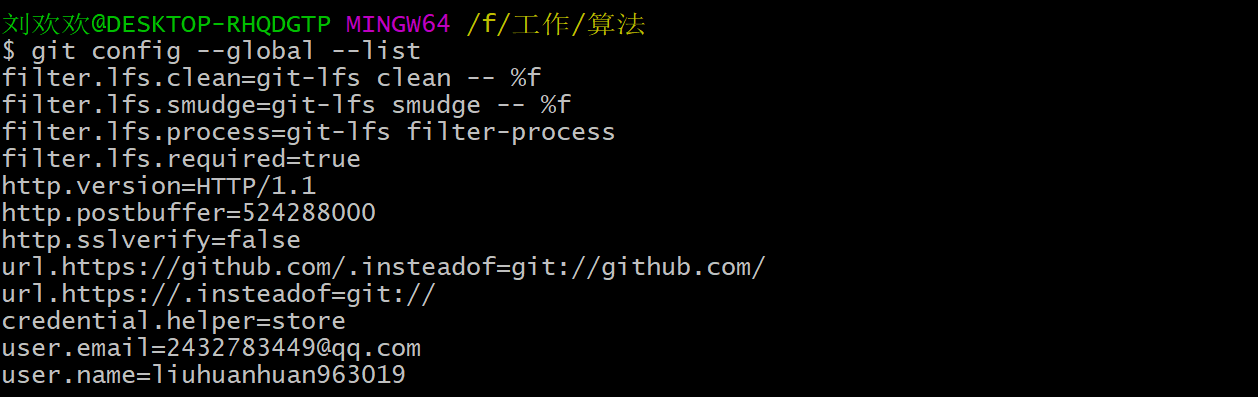 刘欢欢@DESKTOP-RHQDGTP MINGW64 /f/工作/算法
$ git config --global --list
filter.lfs.clean=git-lfs clean -- %f
filter.lfs.smudge=git-lfs smudge -- %f
filter.lfs.process=git-lfs filter-process
filter.lfs.required=true
http.version=HTTP/1.1
http.postbuffer=524288000
http.sslverify=false
url.https://github.com/.insteadof=git://github.com/
url.https://.insteadof=git://
credential.helper=store
user.email=2432783449@qq.com
user.name=liuhuanhuan963019